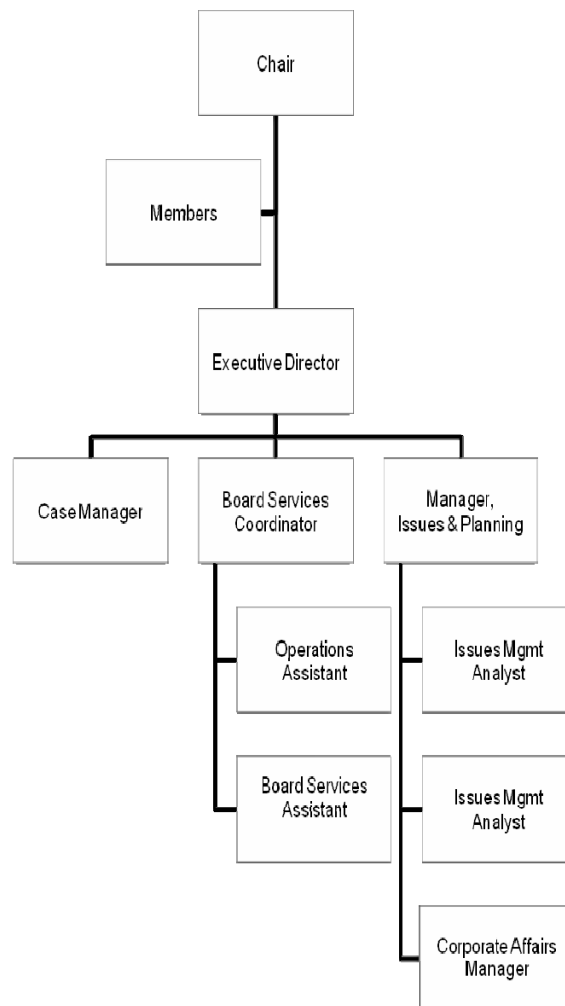 Chair
Members
Executive Director
Case Manager
Board Services
Coordinator
Manager,
Issues & Planning
Operations
Assistant
Issues Mgmt
Analyst
Board Services
Assistant
Issues Mgmt
Analyst
Corporate Affairs
Manager